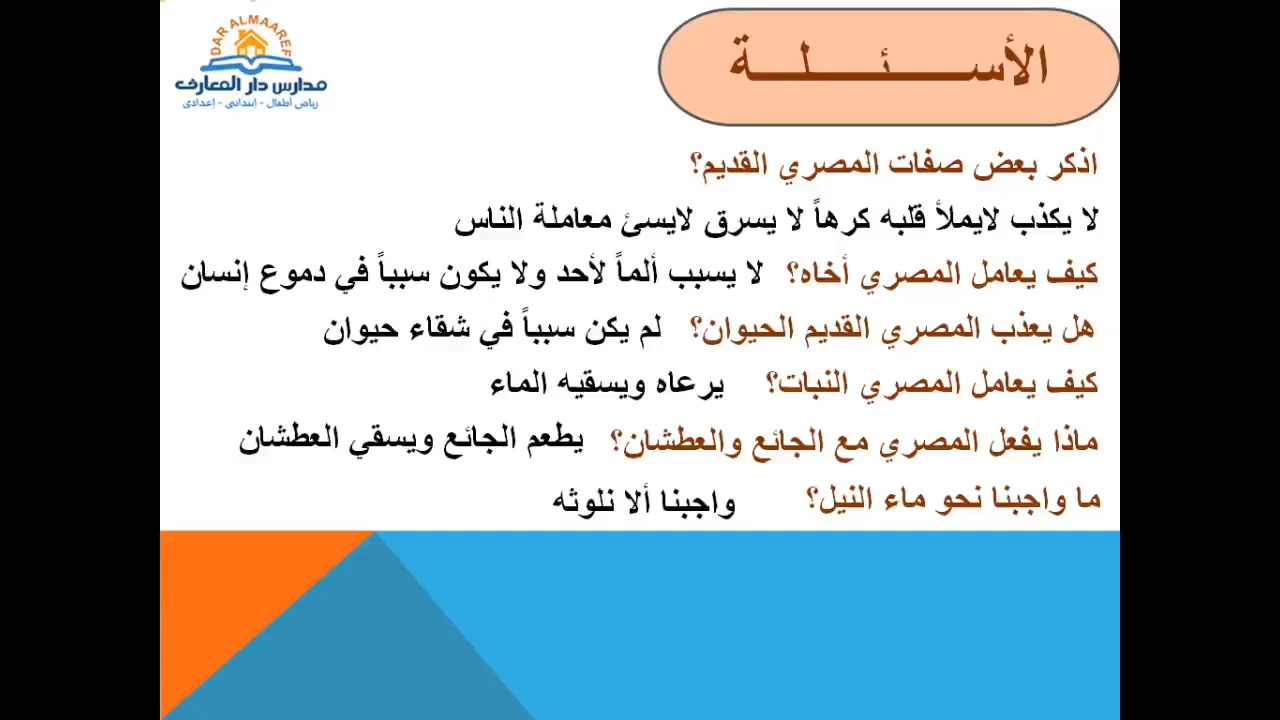 DAR ALMAAREF
مدارس دار المعارف
رياض أطفال - إبتدائى - إعدادى
الأســــــئــــــلـــــة
اذكر بعض صفات المصري القديم؟
لا يكذب لايملأ قلبه كرهاً لا يسرق لايسئ معاملة الناس
كيف يعامل المصري أخاه؟ لا يسبب ألماً لأحد ولا يكون سبباً في دموع إنسان
هل يعذب المصري القديم الحيوان؟ لم يكن سبباً في شقاء حيوان
كيف يعامل المصري النبات؟ يرعاه ويسقيه الماء
ماذا يفعل المصري مع الجائع والعطشان؟ يطعم الجائع ويسقي العطشان
ما واجبنا نحو ماء النيل؟ واجبنا ألا نلوثه